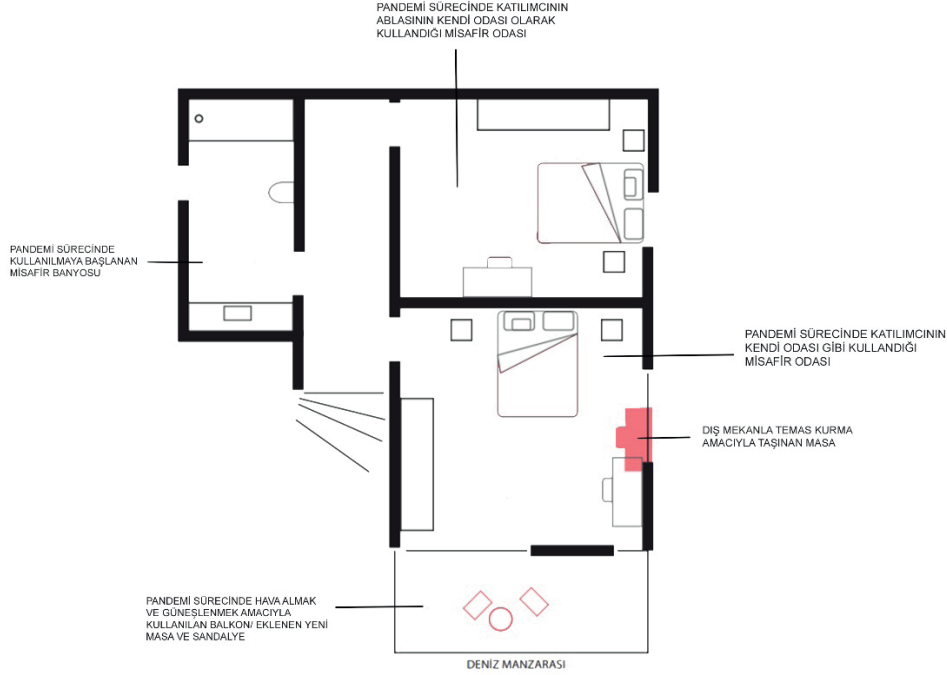 PANDEMİ SÜRECİNDE KATILIMCININ
ABLASININ KENDİ ODASI OLARAK
KULLANDIĞI MİSAFİR ODASI
PANDEMİ SÜRECİNDE
KULLANILMAYA BAŞLANAN
MİSAFİR BANYOSU
PANDEMİ SÜRECİNDE KATILIMCININ
KENDİ ODASI GİBİ KULLANDIĞI
MİSAFİR ODASI
DIŞ MEKANLA TEMAS KURMA
AMACIYLA TAŞINAN MASA
PANDEMİ SÜRECİNDE HAVA ALMAK
VE GÜNEŞLENMEK AMACIYLA
KULLANILAN BALKON/ EKLENEN YENİ
MASA VE SANDALYE
DENİZ MANZARASI